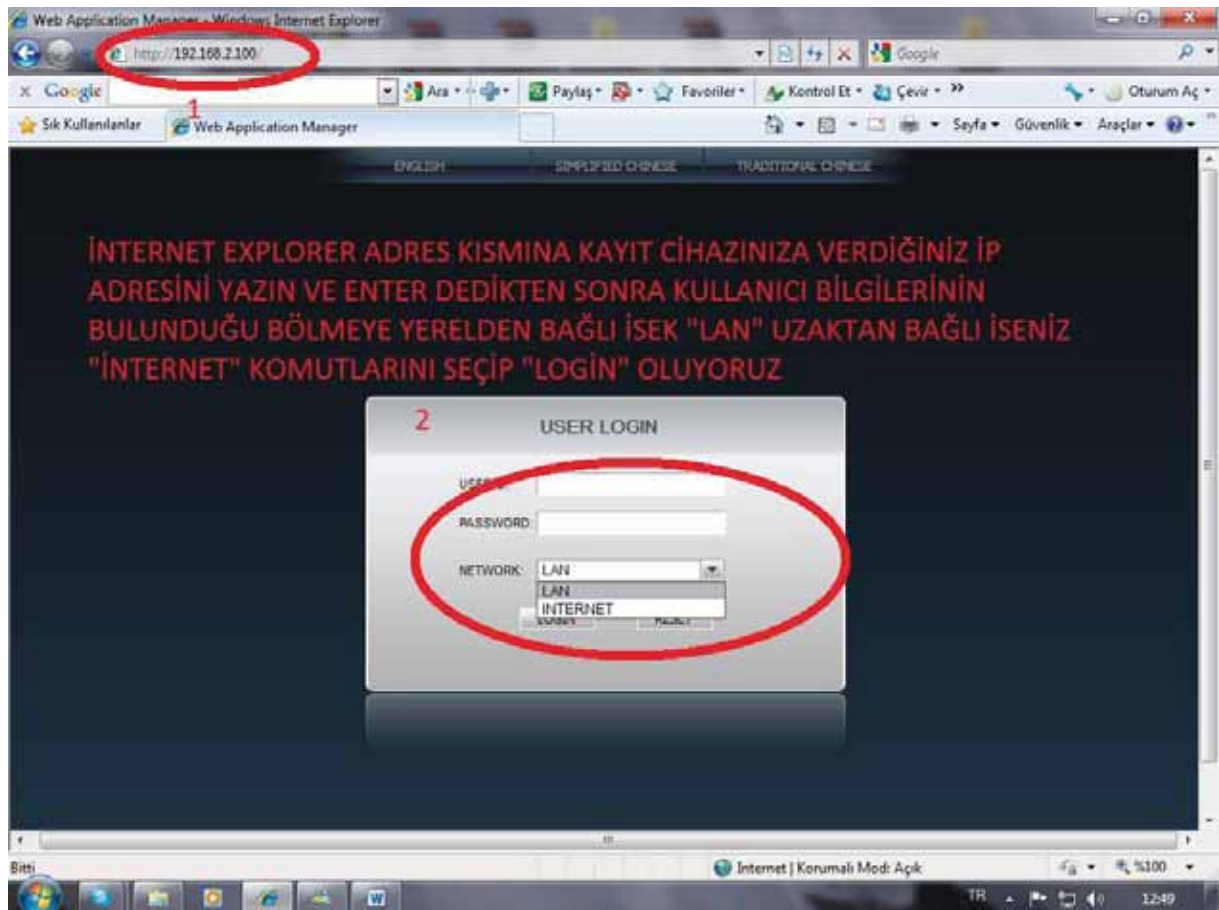 Web Application Manager - Windows Internet Explorer
http://192.168.2.100/
Google
x Google
Ara
Paylaş
Favoriler
Kontrol Et
Çevir
»
Oturum Aç
1
Sık Kullanılanlar
Web Application Manager
Sayfa
Güvenlik
Araçlar
ENGLISH
SIMPLIFIED CHINESE
TRADITIONAL CHINESE
İNTERNET EXPLORER ADRES KISMINA KAYIT CİHAZINIZA VERDİĞİNİZ İP
ADRESİNİ YAZIN VE ENTER DEDİKTEN SONRA KULLANICI BİLGİLERİNİN
BULUNDUĞU BÖLMEYE YERELDEN BAĞLI İSEK "LAN" UZAKTAN BAĞLI İSENİZ
"İNTERNET" KOMUTLARINI SEÇİP "LOGİN" OLUYORUZ
2
USER LOGIN
PASSWORD
NETWORK: LAN
LAN
INTERNET
LOGIN
RESET
Bitti
Internet | Korumalı Mod: Açık
%100
TR
12:49